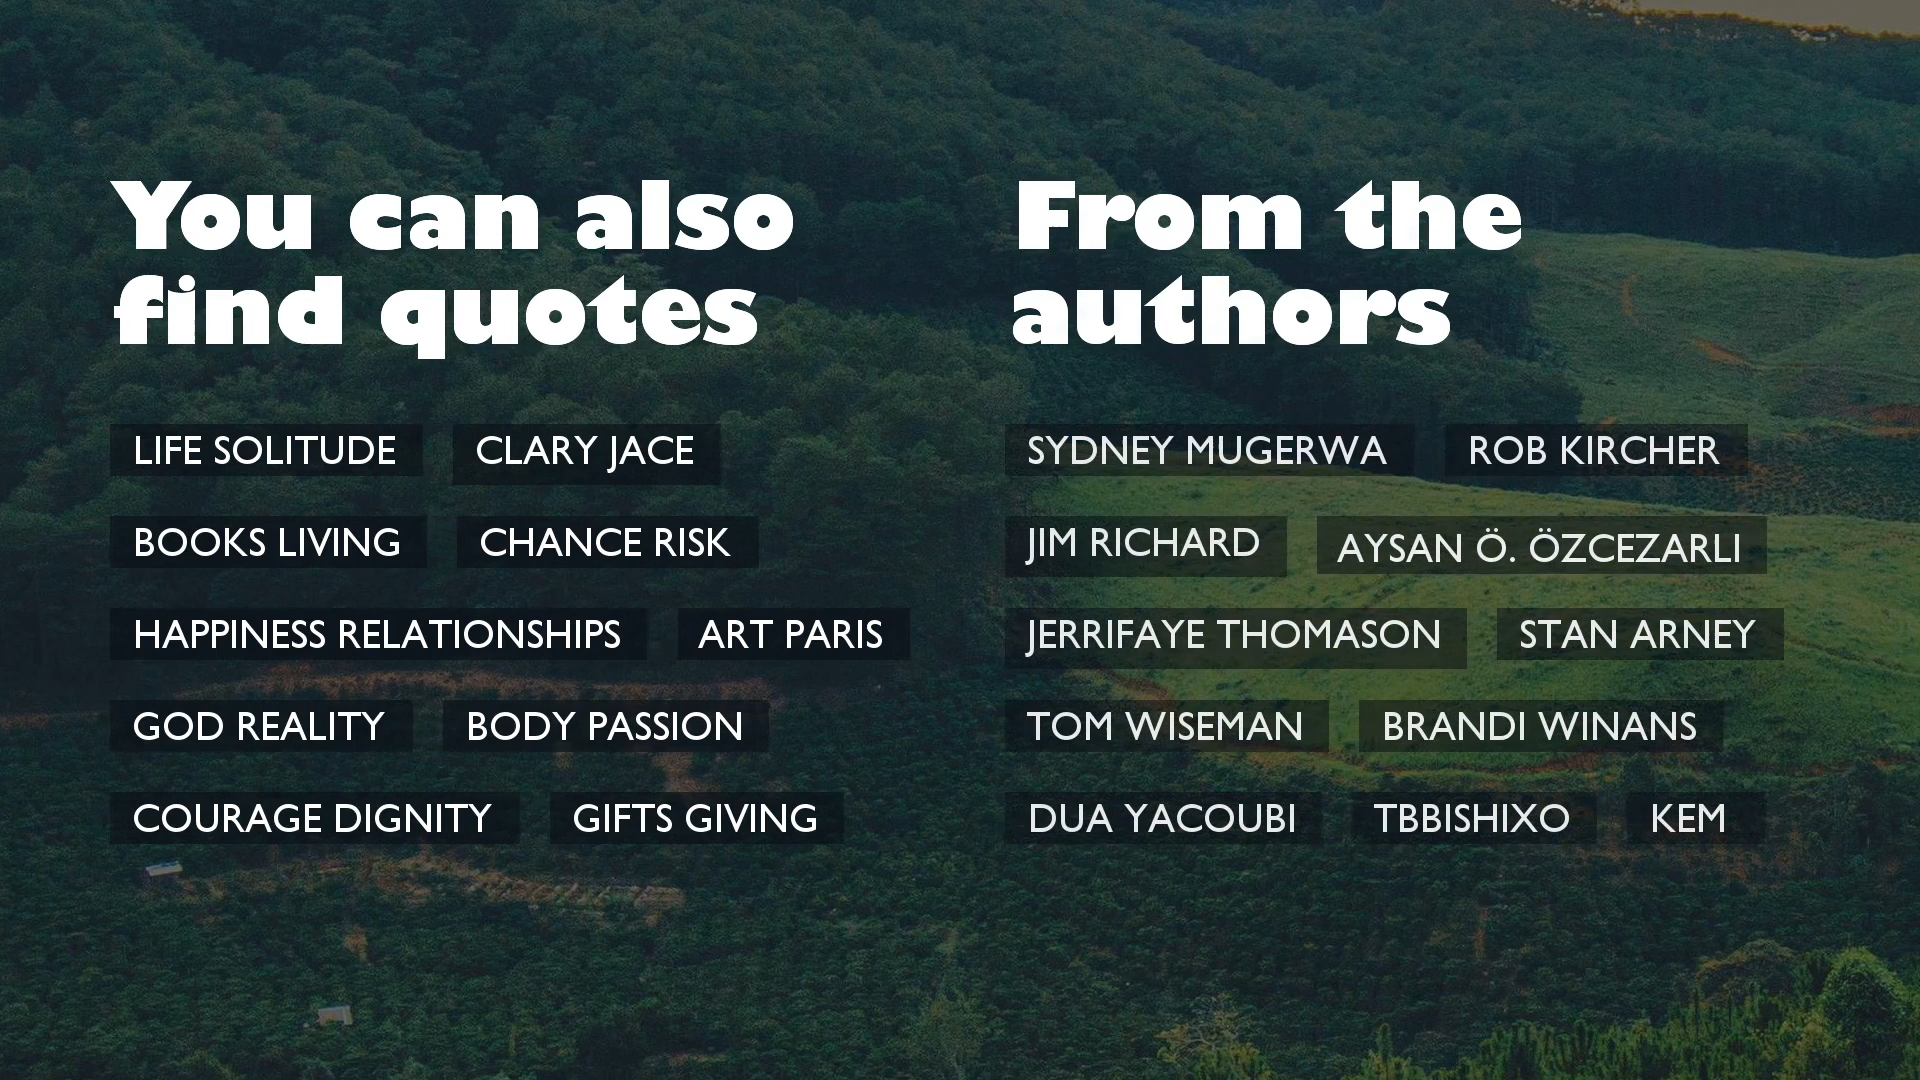 You can also
find quotes
LIFE SOLITUDE
CLARY JACE
BOOKS LIVING
CHANCE RISK
HAPPINESS RELATIONSHIPS
ART PARIS
GOD REALITY
BODY PASSION
COURAGE DIGNITY
GIFTS GIVING
From the
authors
SYDNEY MUGERWA
ROB KIRCHER
JIM RICHARD
AYSAN Ö. ÖZCEZARLI
JERRIFAYE THOMASON
STAN ARNEY
TOM WISEMAN
BRANDI WINANS
DUA YACOUBI
TBBISHIXO
KEM